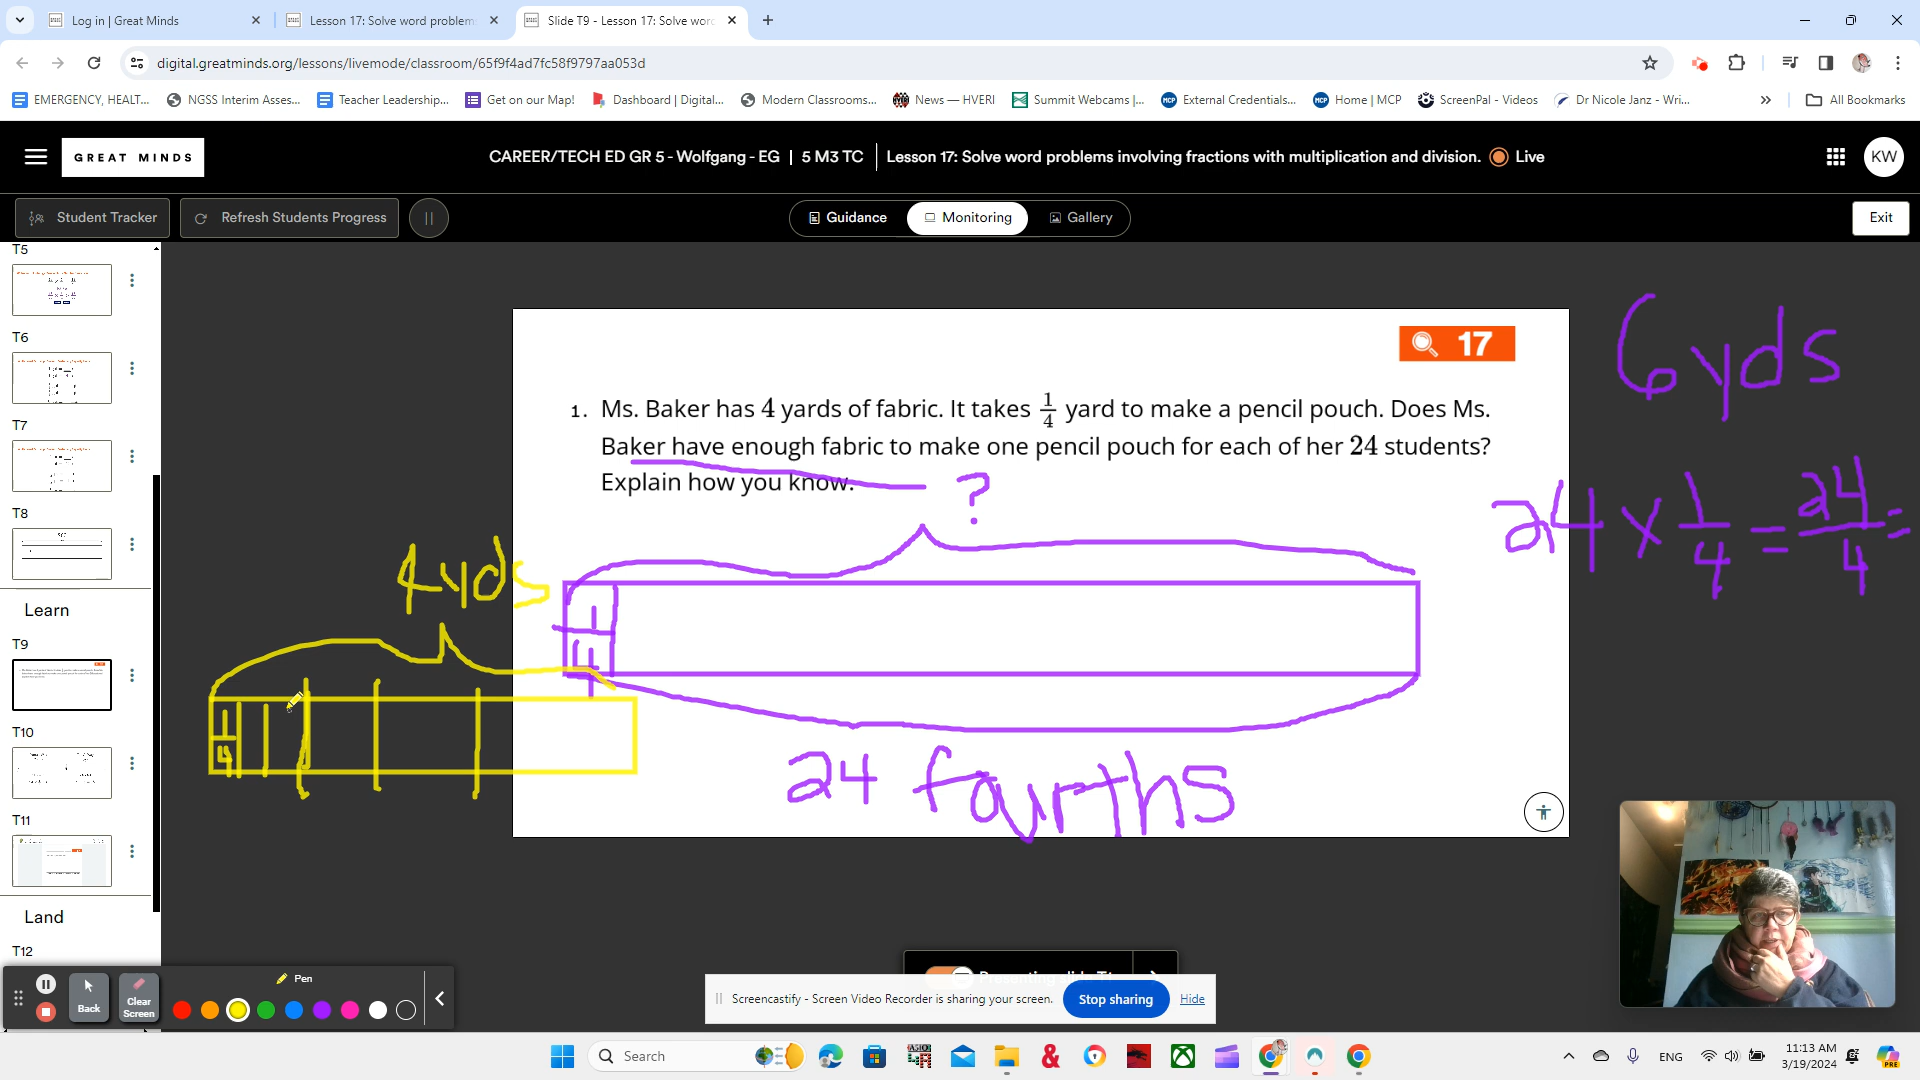 Log in | Great Minds
Lesson 17: Solve word problem
Slide T9 - Lesson 17: Solve wor
digital.greatminds.org/lessons/livemode/classroom/65f9f4ad7fc58f9797aa053d
EMERGENCY, HEALT...
NGSS Interim Asses...
Teacher Leadership...
Get on our Map!
Dashboard | Digital...
Modern Classrooms...
News — HVERI
Summit Webcams |...
External Credentials...
Home | MCP
ScreenPal - Videos
Dr Nicole Janz - Wri...
All Bookmarks
GREAT MINDS
CAREER/TECH ED GR 5 - Wolfgang - EG | 5 M3 TC
Lesson 17: Solve word problems involving fractions with multiplication and division.
Live
KW
Student Tracker
Refresh Students Progress
Guidance
Monitoring
Gallery
Exit
T5
T6
T7
T8
Learn
T9
T10
T11
Land
T12
17
1. Ms. Baker has 4 yards of fabric. It takes 1/4 yard to make a pencil pouch. Does Ms.
Baker have enough fabric to make one pencil pouch for each of her 24 students?
Explain how you know.
?
6 yds
24 x 1/4 = 24/4 =
4 yds
1/4
1/4
24 fourths
Pen
Back
Clear
Screen
Screencastify - Screen Video Recorder is sharing your screen.
Stop sharing
Hide
Search
ENG
11:13 AM
3/19/2024